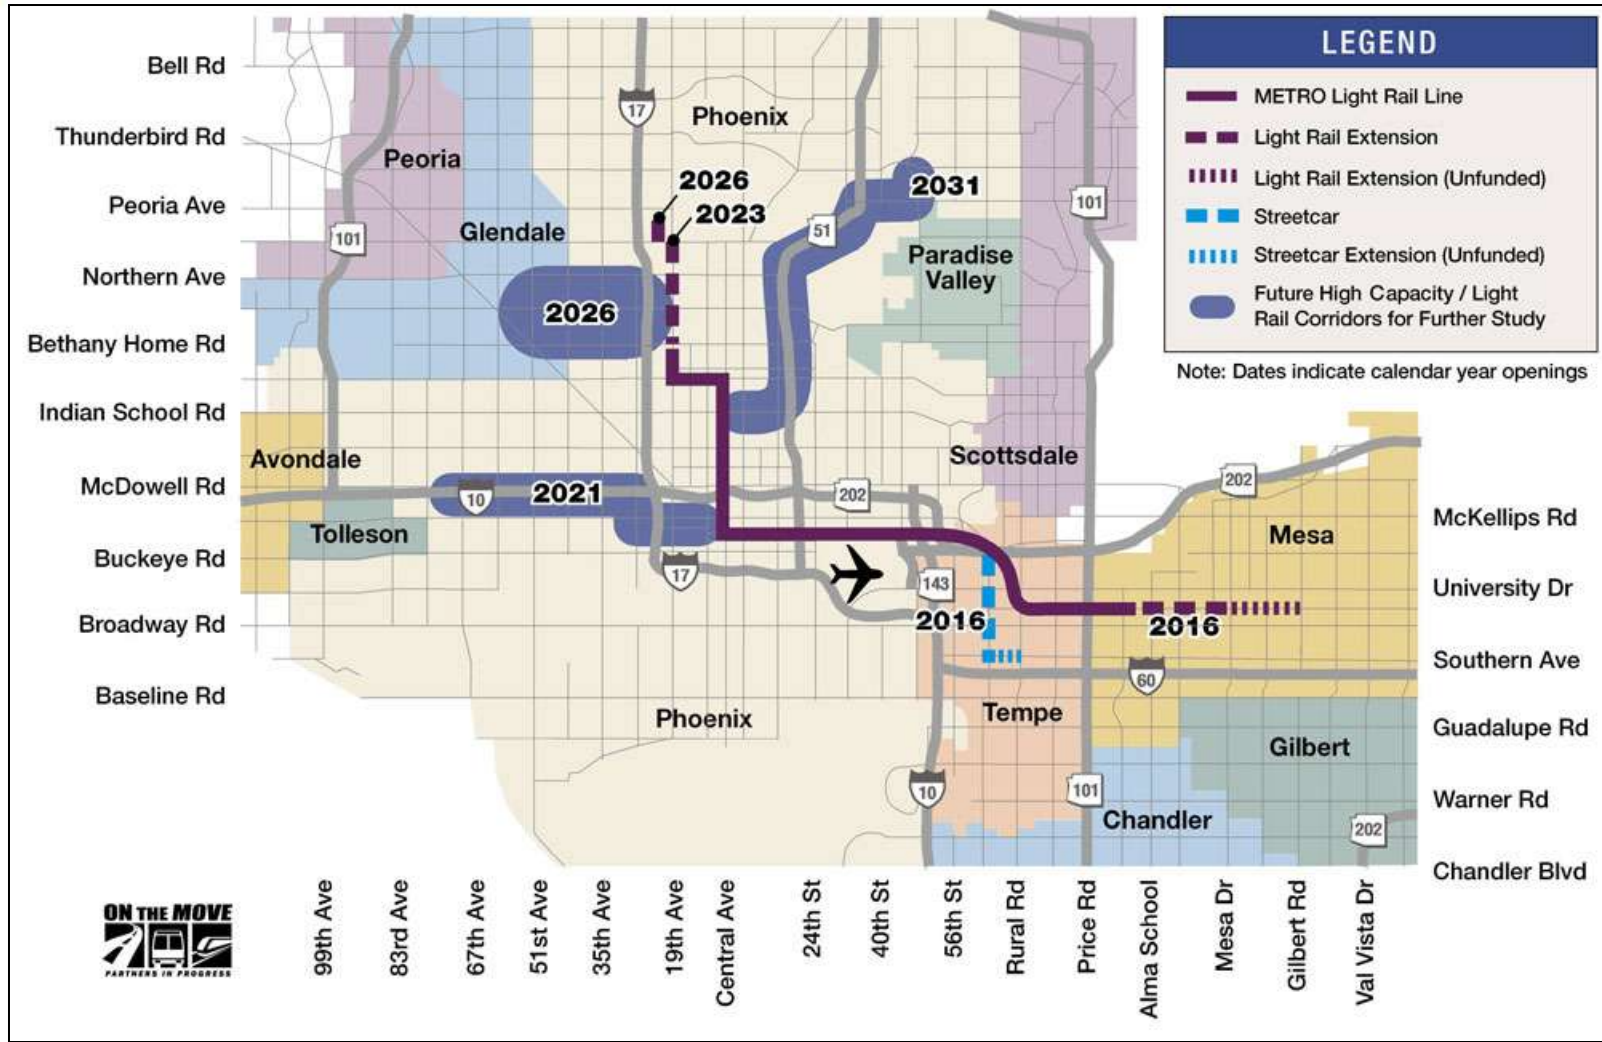 LEGEND
METRO Light Rail Line
Light Rail Extension
Light Rail Extension (Unfunded)
Streetcar
Streetcar Extension (Unfunded)
Future High Capacity / Light
Rail Corridors for Further Study
Note: Dates indicate calendar year openings
Bell Rd
Thunderbird Rd
Peoria Ave
Northern Ave
Bethany Home Rd
Indian School Rd
McDowell Rd
Buckeye Rd
Broadway Rd
Baseline Rd
17
Phoenix
Peoria
2026
2023
2031
101
101
51
Glendale
Paradise
Valley
2026
Avondale
Scottsdale
10
2021
202
202
Tolleson
Mesa
17
143
2016
2016
60
Phoenix
Tempe
Gilbert
10
101
Chandler
202
McKellips Rd
University Dr
Southern Ave
Guadalupe Rd
Warner Rd
Chandler Blvd
99th Ave
83rd Ave
67th Ave
51st Ave
35th Ave
19th Ave
Central Ave
24th St
40th St
56th St
Rural Rd
Price Rd
Alma School
Mesa Dr
Gilbert Rd
Val Vista Dr
ON THE MOVE
PARTNERS IN PROGRESS